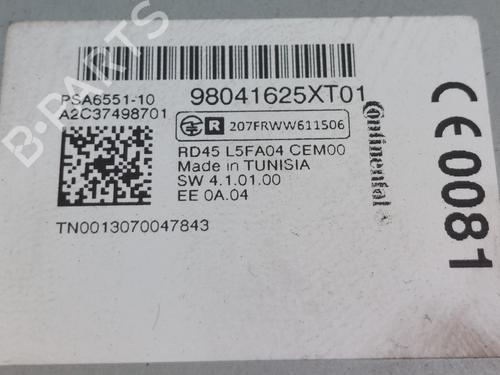 PSA6551-10
A2C37498701
98041625XT01
R 207FRWW611506
RD45 L5FA04 CEM00
Made in TUNISIA
SW 4.1.01.00
EE 0A.04
TN0013070047843
Continental
CE 0081
B-PARTS